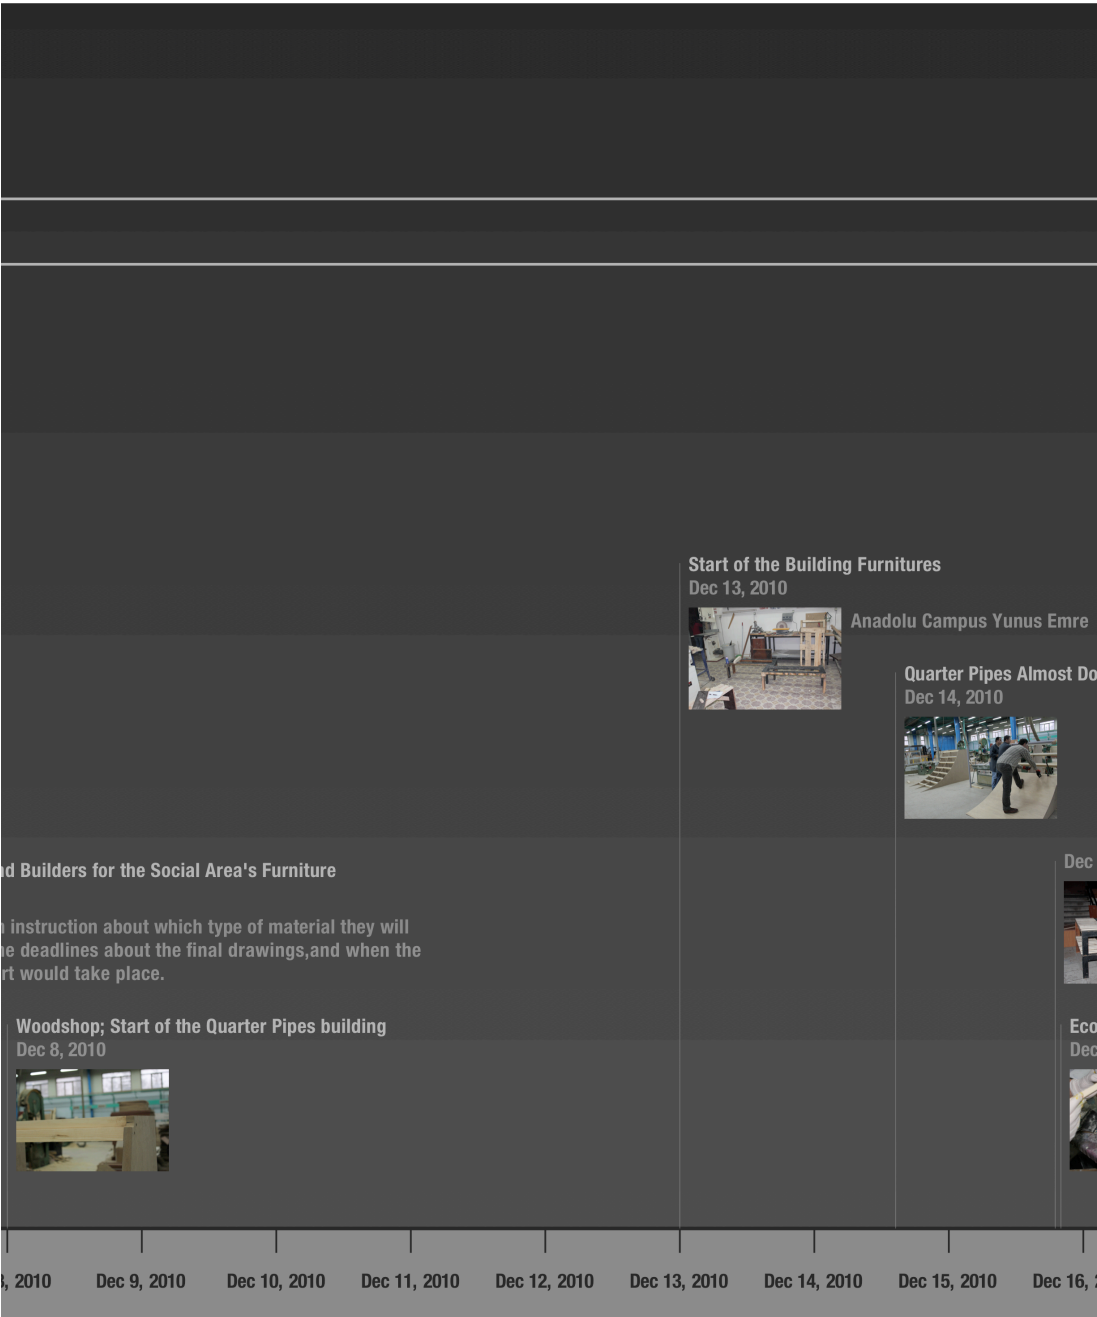 Start of the Building Furnitures
Dec 13, 2010
Anadolu Campus Yunus Emre
Quarter Pipes Almost Do
Dec 14, 2010
nd Builders for the Social Area's Furniture
Dec
instruction about which type of material they will
he deadlines about the final drawings,and when the
rt would take place.
Woodshop; Start of the Quarter Pipes building
Dec 8, 2010
Eco
Dec
8, 2010 Dec 9, 2010 Dec 10, 2010 Dec 11, 2010 Dec 12, 2010 Dec 13, 2010 Dec 14, 2010 Dec 15, 2010 Dec 16,